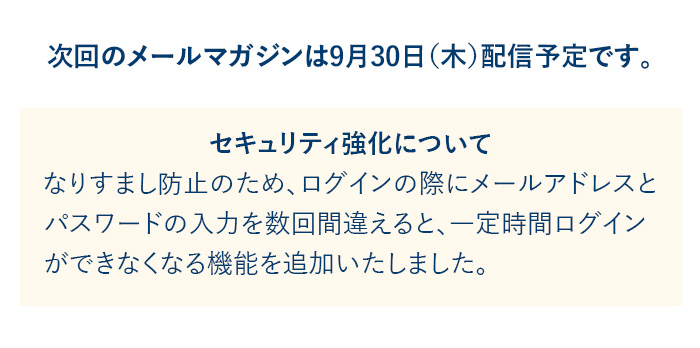 次回のメールマガジンは9月30日（木）配信予定です。
セキュリティ強化について
なりすまし防止のため、ログインの際にメールアドレスと
パスワードの入力を数回間違えると、一定時間ログイン
ができなくなる機能を追加いたしました。